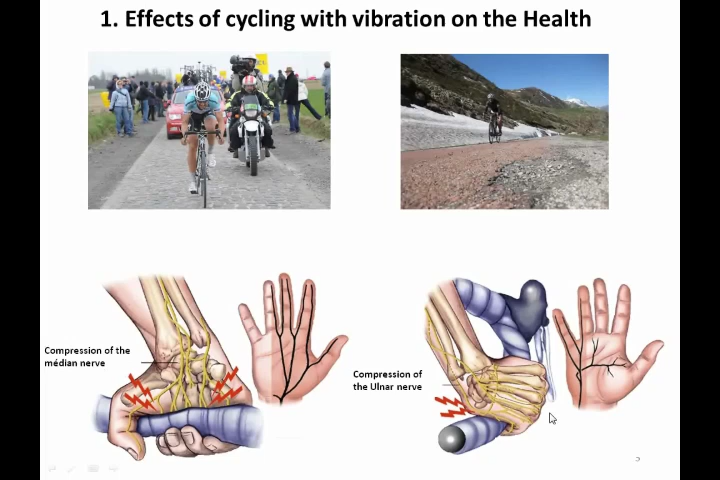 1. Effects of cycling with vibration on the Health
Compression of the
médian nerve
Compression of
the Ulnar nerve